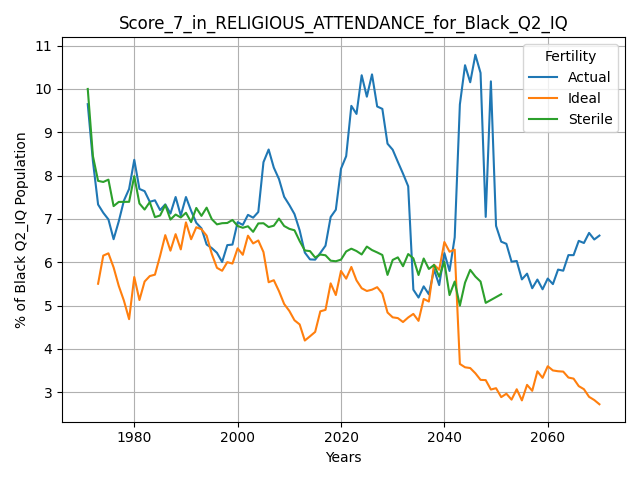 Score_7_in_RELIGIOUS_ATTENDANCE_for_Black_Q2_IQ
% of Black Q2_IQ Population
11
10
9
8
7
6
5
4
3
Fertility
Actual
Ideal
Sterile
1980 2000 2020 2040 2060
Years